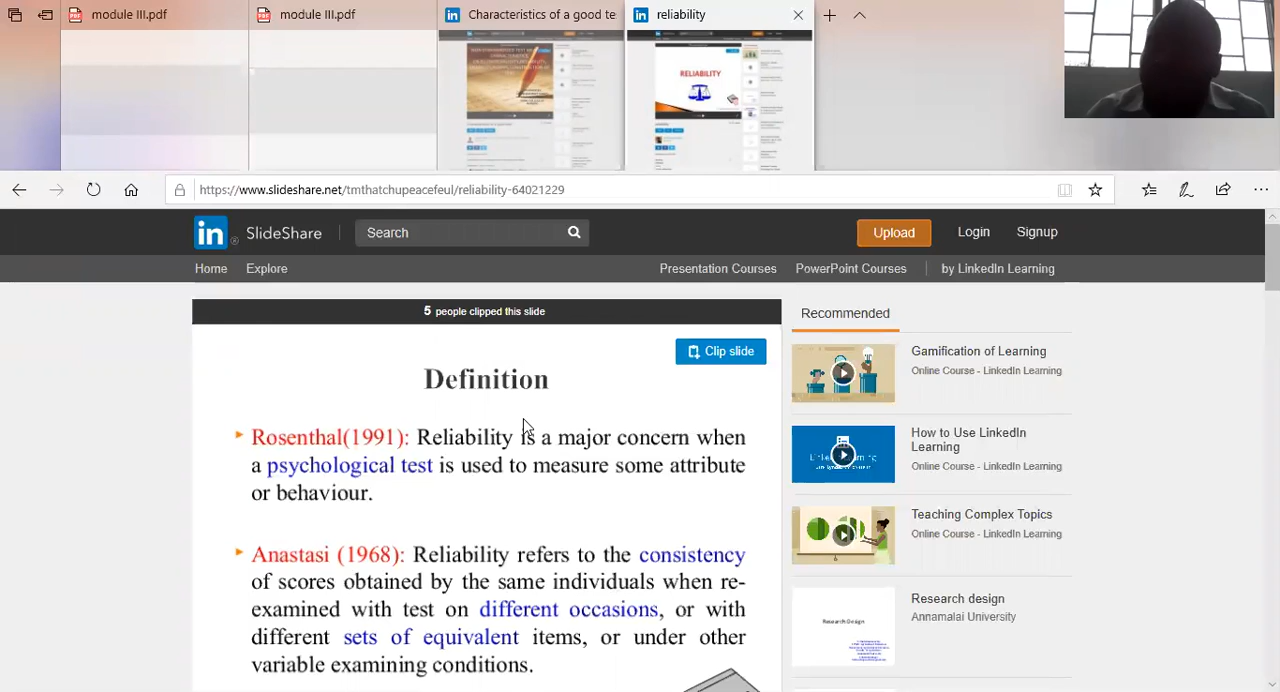 module III.pdf
module III.pdf
Characteristics of a good te
reliability
RELIABILITY
https://www.slideshare.net/tmthatchupeacefeul/reliability-64021229
in SlideShare
Search
Upload
Login
Signup
Home
Explore
Presentation Courses
PowerPoint Courses
by LinkedIn Learning
5 people clipped this slide
Clip slide
Definition
Rosenthal(1991): Reliability is a major concern when
a psychological test is used to measure some attribute
or behaviour.
Anastasi (1968): Reliability refers to the consistency
of scores obtained by the same individuals when re-
examined with test on different occasions, or with
different sets of equivalent items, or under other
variable examining conditions.
Recommended
Gamification of Learning
Online Course - LinkedIn Learning
How to Use LinkedIn
Learning
Online Course - LinkedIn Learning
Teaching Complex Topics
Online Course - LinkedIn Learning
Research Design
Research design
Annamalai University